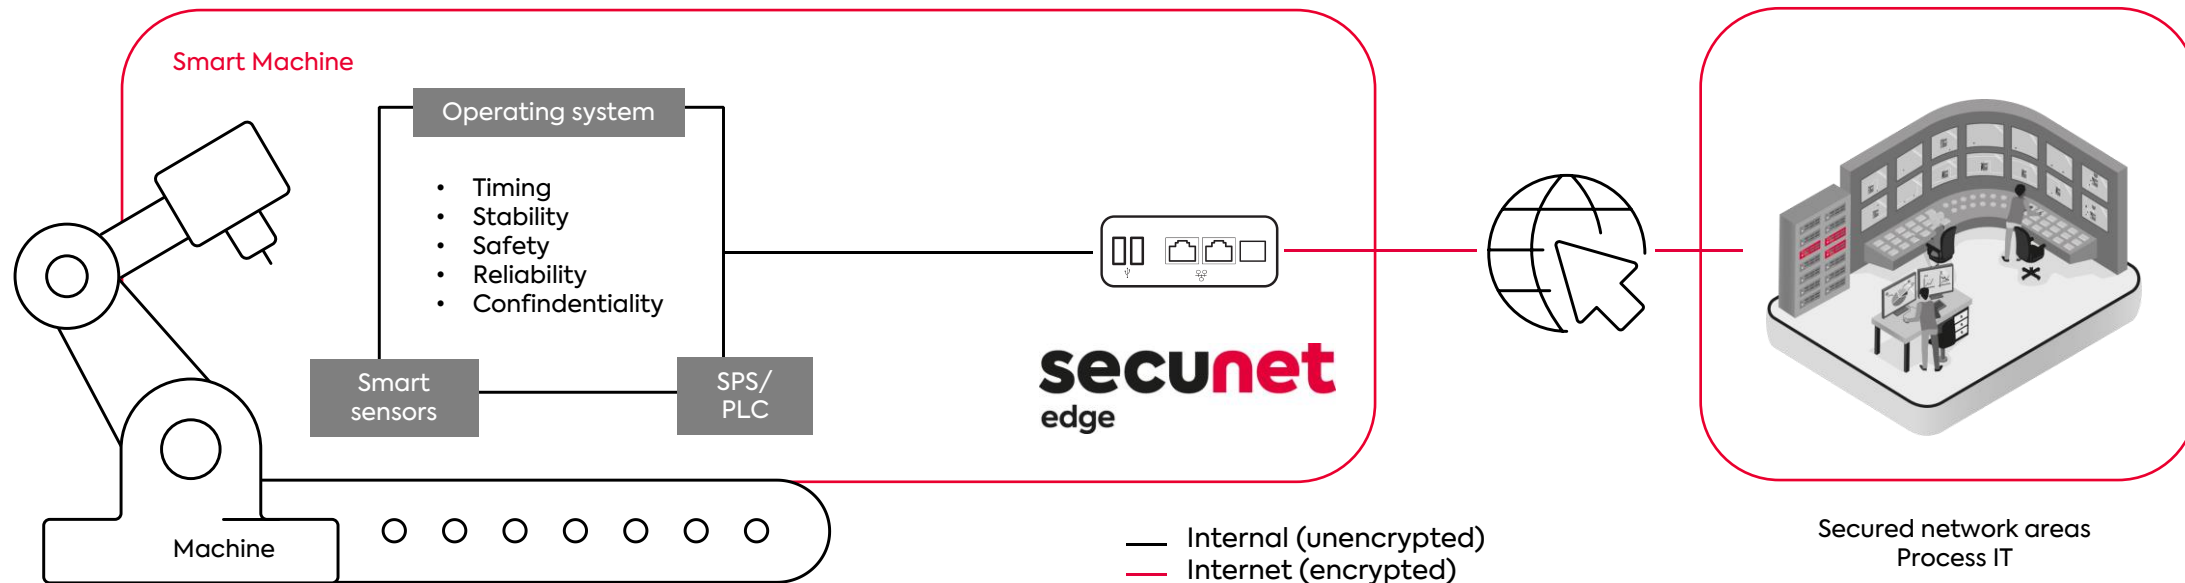 Smart Machine
Operating system
• Timing
• Stability
• Safety
• Reliability
• Confindentiality
Smart
sensors
SPS/
PLC
secunet
edge
Machine
Internal (unencrypted)
Internet (encrypted)
Secured network areas
Process IT